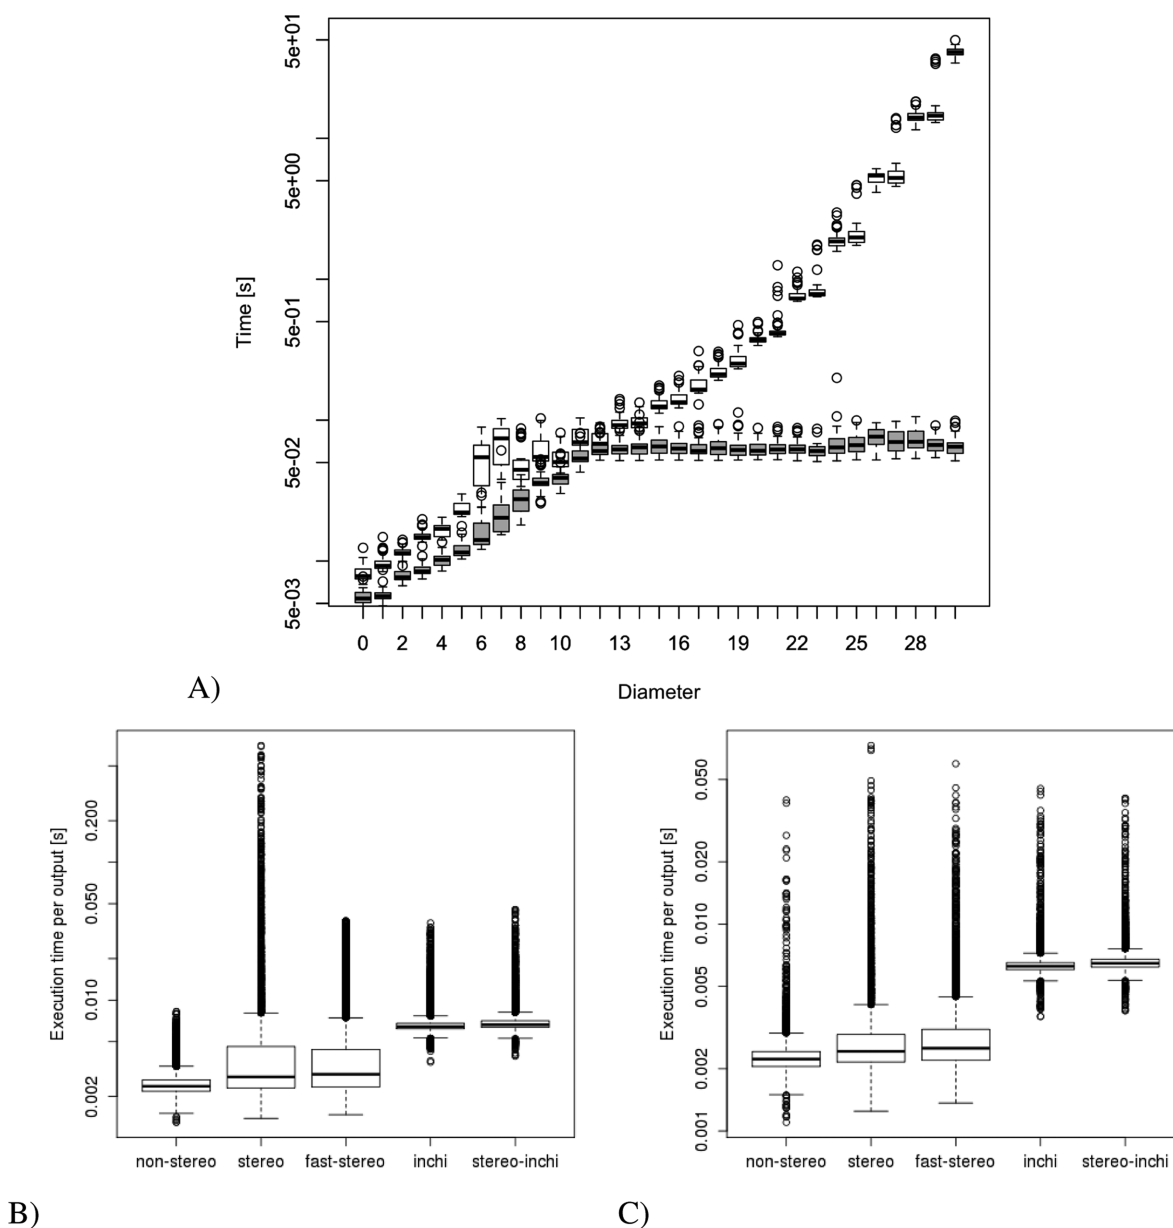 5e+01
5e+00
5e-01
5e-02
5e-03
Time [s]
0 2 4 6 8 10 13 16 19 22 25 28
Diameter
A)
Execution time per output [s]
0.200
0.050
0.010
0.002
non-stereo stereo fast-stereo inchi stereo-inchi
B)
Execution time per output [s]
0.050
0.020
0.010
0.005
0.002
0.001
non-stereo stereo fast-stereo inchi stereo-inchi
C)